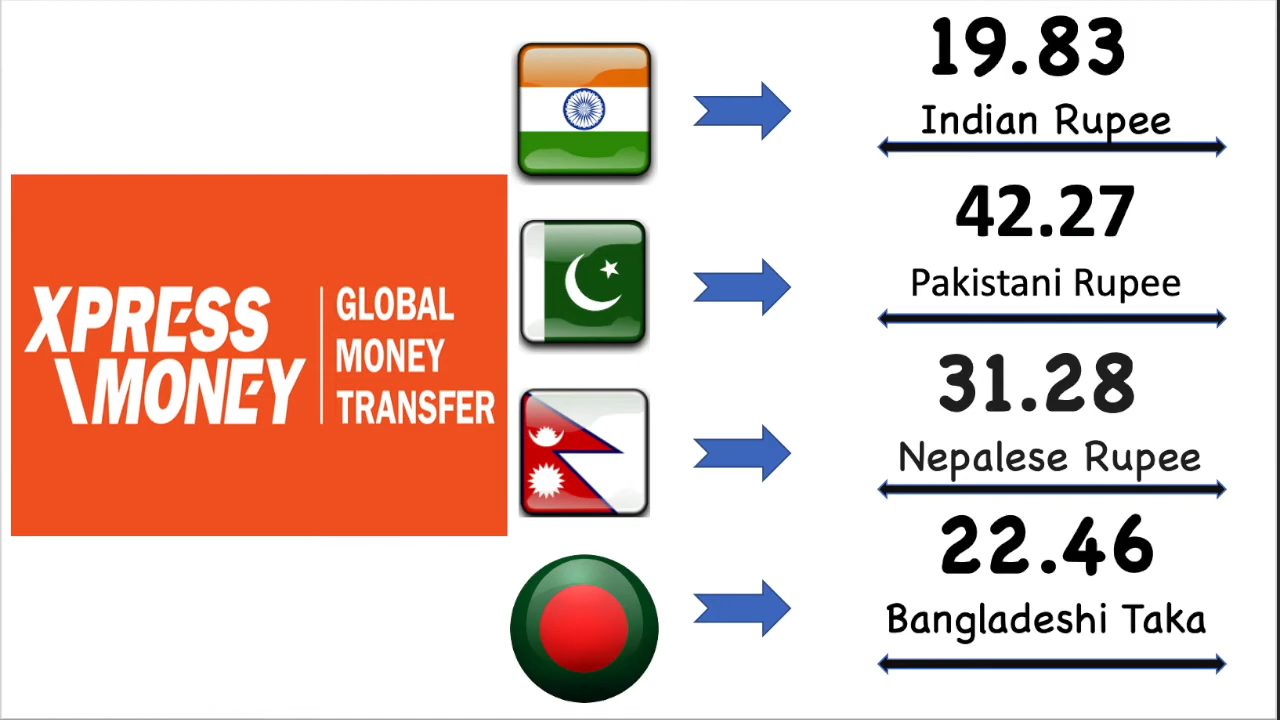 XPRESS
MONEY
GLOBAL
MONEY
TRANSFER
19.83
Indian Rupee
42.27
Pakistani Rupee
31.28
Nepalese Rupee
22.46
Bangladeshi Taka